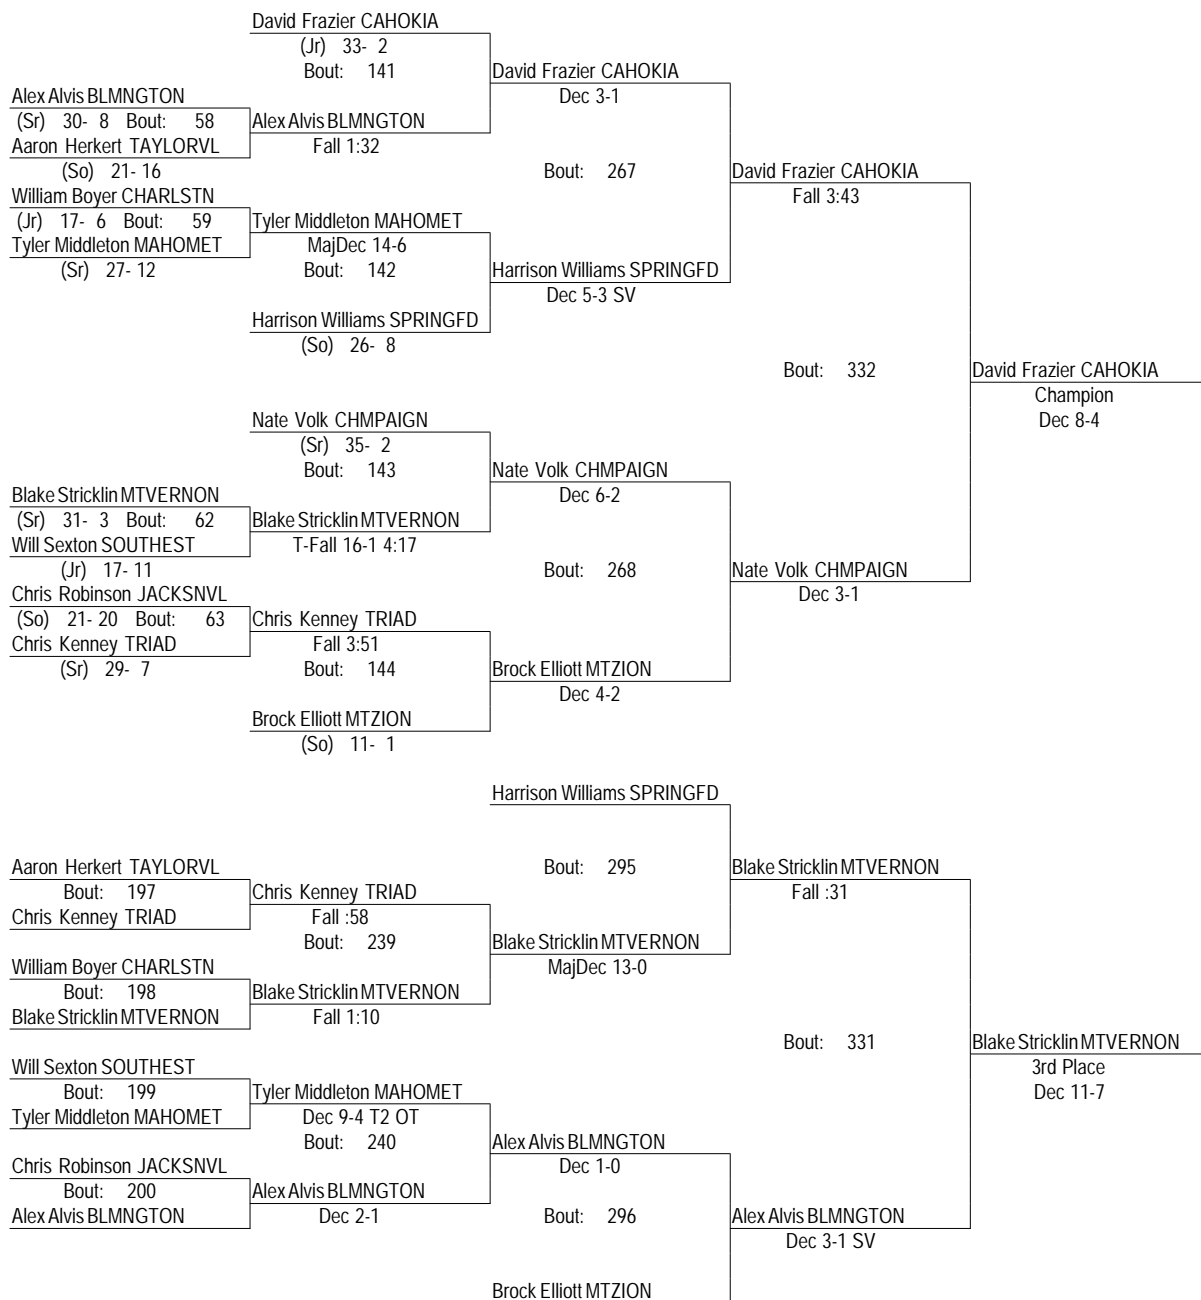 David Frazier CAHOKIA
(Jr) 33- 2
Bout: 141
David Frazier CAHOKIA
Dec 3-1
Alex Alvis BLMNGTON
(Sr) 30- 8 Bout: 58
Alex Alvis BLMNGTON
Fall 1:32
Aaron Herkert TAYLORVL
(So) 21- 16
Bout: 267
David Frazier CAHOKIA
Fall 3:43
William Boyer CHARLSTN
(Jr) 17- 6 Bout: 59
Tyler Middleton MAHOMET
MajDec 14-6
Tyler Middleton MAHOMET
(Sr) 27- 12
Bout: 142
Harrison Williams SPRINGFD
Dec 5-3 SV
Harrison Williams SPRINGFD
(So) 26- 8
Bout: 332
David Frazier CAHOKIA
Champion
Dec 8-4
Nate Volk CHMPAIGN
(Sr) 35- 2
Bout: 143
Nate Volk CHMPAIGN
Dec 6-2
Blake Stricklin MTVERNON
(Sr) 31- 3 Bout: 62
Blake Stricklin MTVERNON
T-Fall 16-1 4:17
Will Sexton SOUTHEST
(Jr) 17- 11
Bout: 268
Nate Volk CHMPAIGN
Dec 3-1
Chris Robinson JACKSNVL
(So) 21- 20 Bout: 63
Chris Kenney TRIAD
Fall 3:51
Chris Kenney TRIAD
(Sr) 29- 7
Bout: 144
Brock Elliott MTZION
Dec 4-2
Brock Elliott MTZION
(So) 11- 1
Harrison Williams SPRINGFD
Bout: 295
Blake Stricklin MTVERNON
Fall :31
Aaron Herkert TAYLORVL
Bout: 197
Chris Kenney TRIAD
Chris Kenney TRIAD
Fall :58
Bout: 239
Blake Stricklin MTVERNON
MajDec 13-0
William Boyer CHARLSTN
Bout: 198
Blake Stricklin MTVERNON
Blake Stricklin MTVERNON
Fall 1:10
Bout: 331
Blake Stricklin MTVERNON
3rd Place
Dec 11-7
Will Sexton SOUTHEST
Bout: 199
Tyler Middleton MAHOMET
Tyler Middleton MAHOMET
Dec 9-4 T2 OT
Bout: 240
Alex Alvis BLMNGTON
Dec 1-0
Chris Robinson JACKSNVL
Bout: 200
Alex Alvis BLMNGTON
Alex Alvis BLMNGTON
Dec 2-1
Bout: 296
Alex Alvis BLMNGTON
Dec 3-1 SV
Brock Elliott MTZION